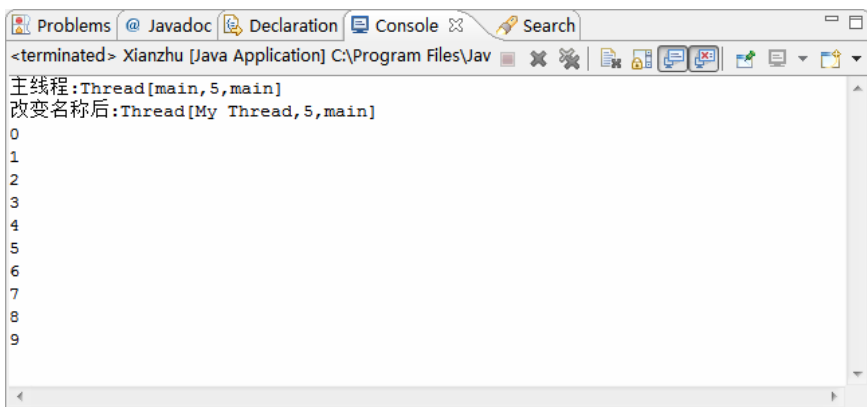 Problems @ Javadoc Declaration Console Search
<terminated> Xianzhu [Java Application] C:\Program Files\Jav
主线程:Thread[main,5,main]
改变名称后:Thread[My Thread,5,main]
0
1
2
3
4
5
6
7
8
9